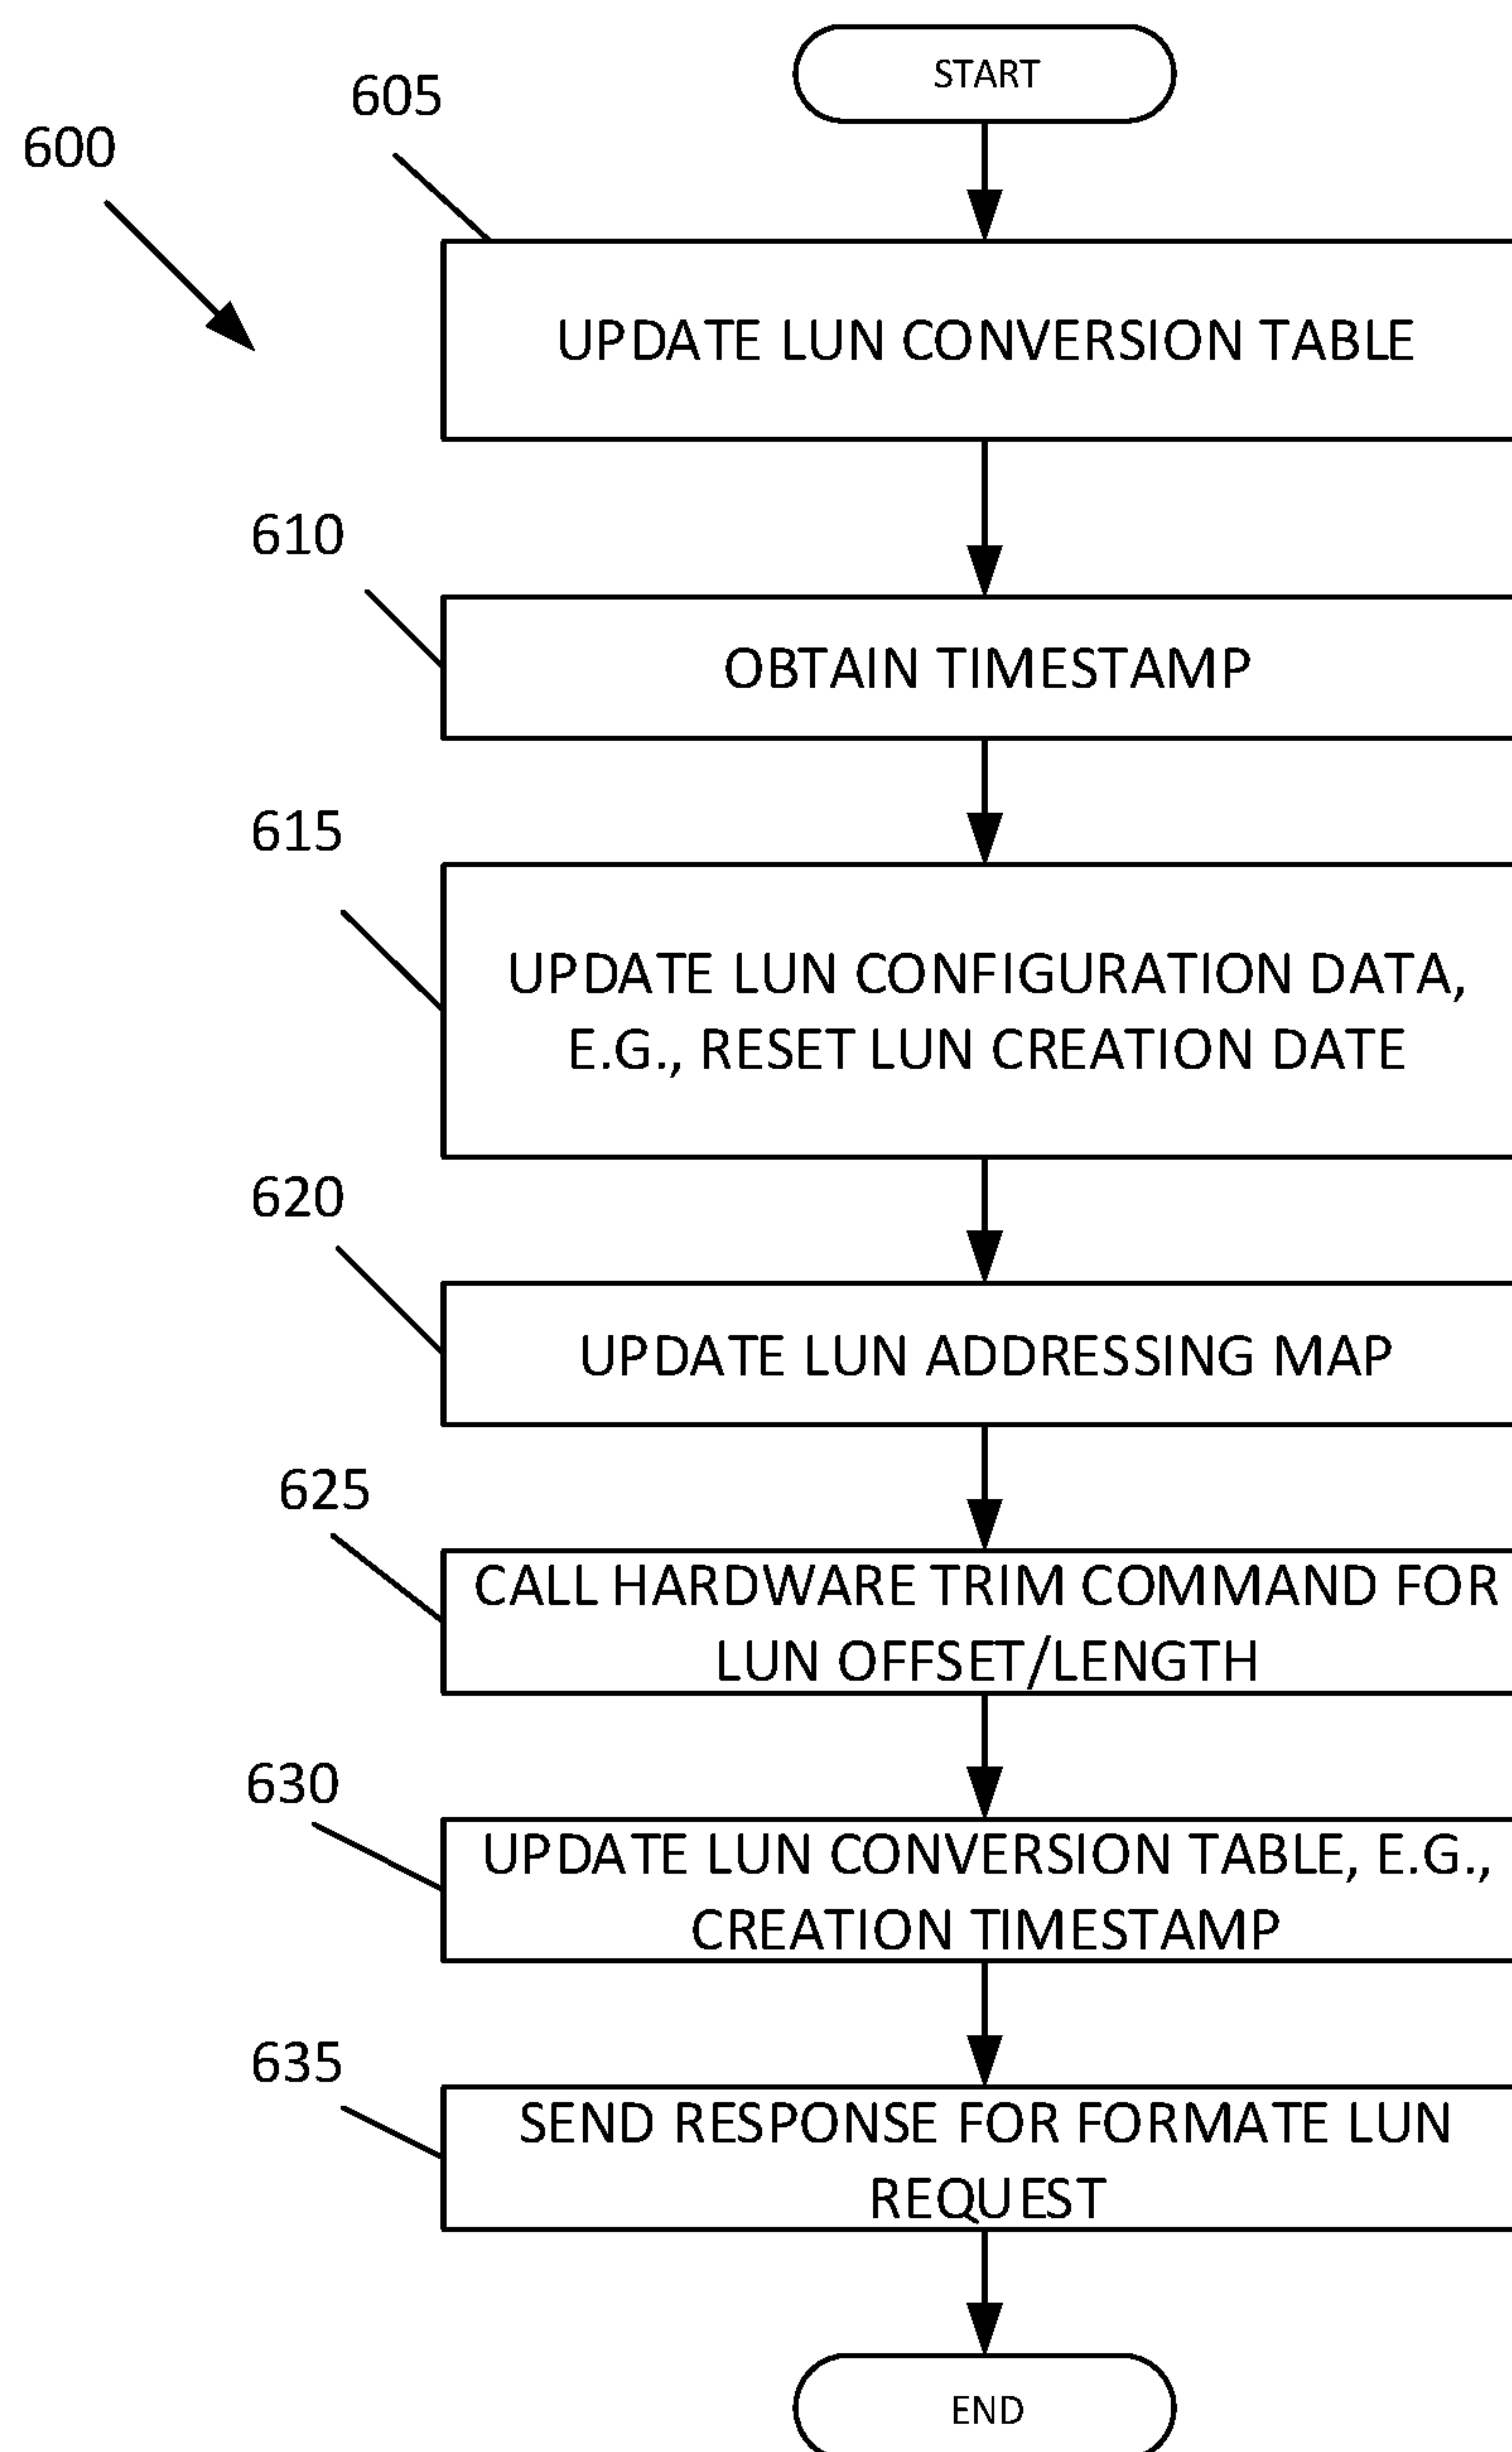 START
605
600
UPDATE LUN CONVERSION TABLE
610
OBTAIN TIMESTAMP
615
UPDATE LUN CONFIGURATION DATA,
E.G., RESET LUN CREATION DATE
620
UPDATE LUN ADDRESSING MAP
625
CALL HARDWARE TRIM COMMAND FOR
LUN OFFSET/LENGTH
630
UPDATE LUN CONVERSION TABLE, E.G.,
CREATION TIMESTAMP
635
SEND RESPONSE FOR FORMATE LUN
REQUEST
END